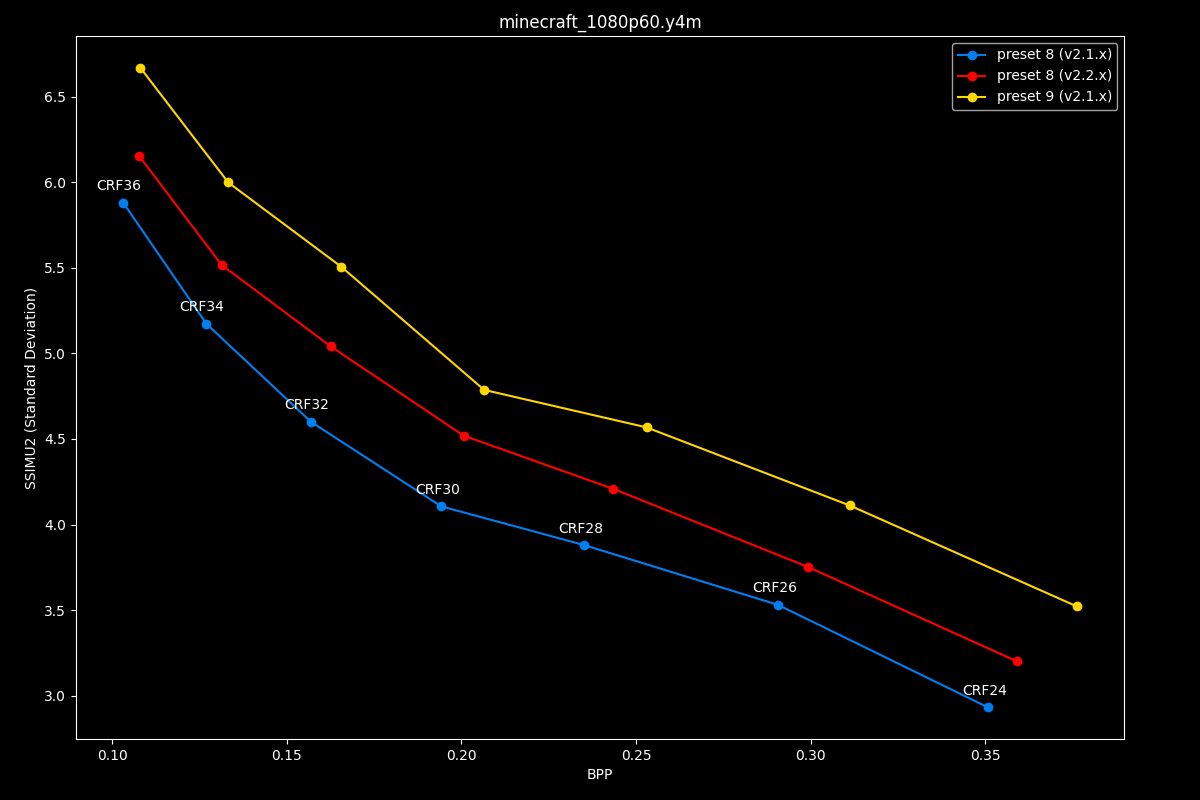 minecraft_1080p60.y4m
preset 8 (v2.1.x)
preset 8 (v2.2.x)
preset 9 (v2.1.x)
SSIMU2 (Standard Deviation)
6.5
6.0
5.5
5.0
4.5
4.0
3.5
3.0
CRF36
CRF34
CRF32
CRF30
CRF28
CRF26
CRF24
0.10
0.15
0.20
0.25
0.30
0.35
BPP